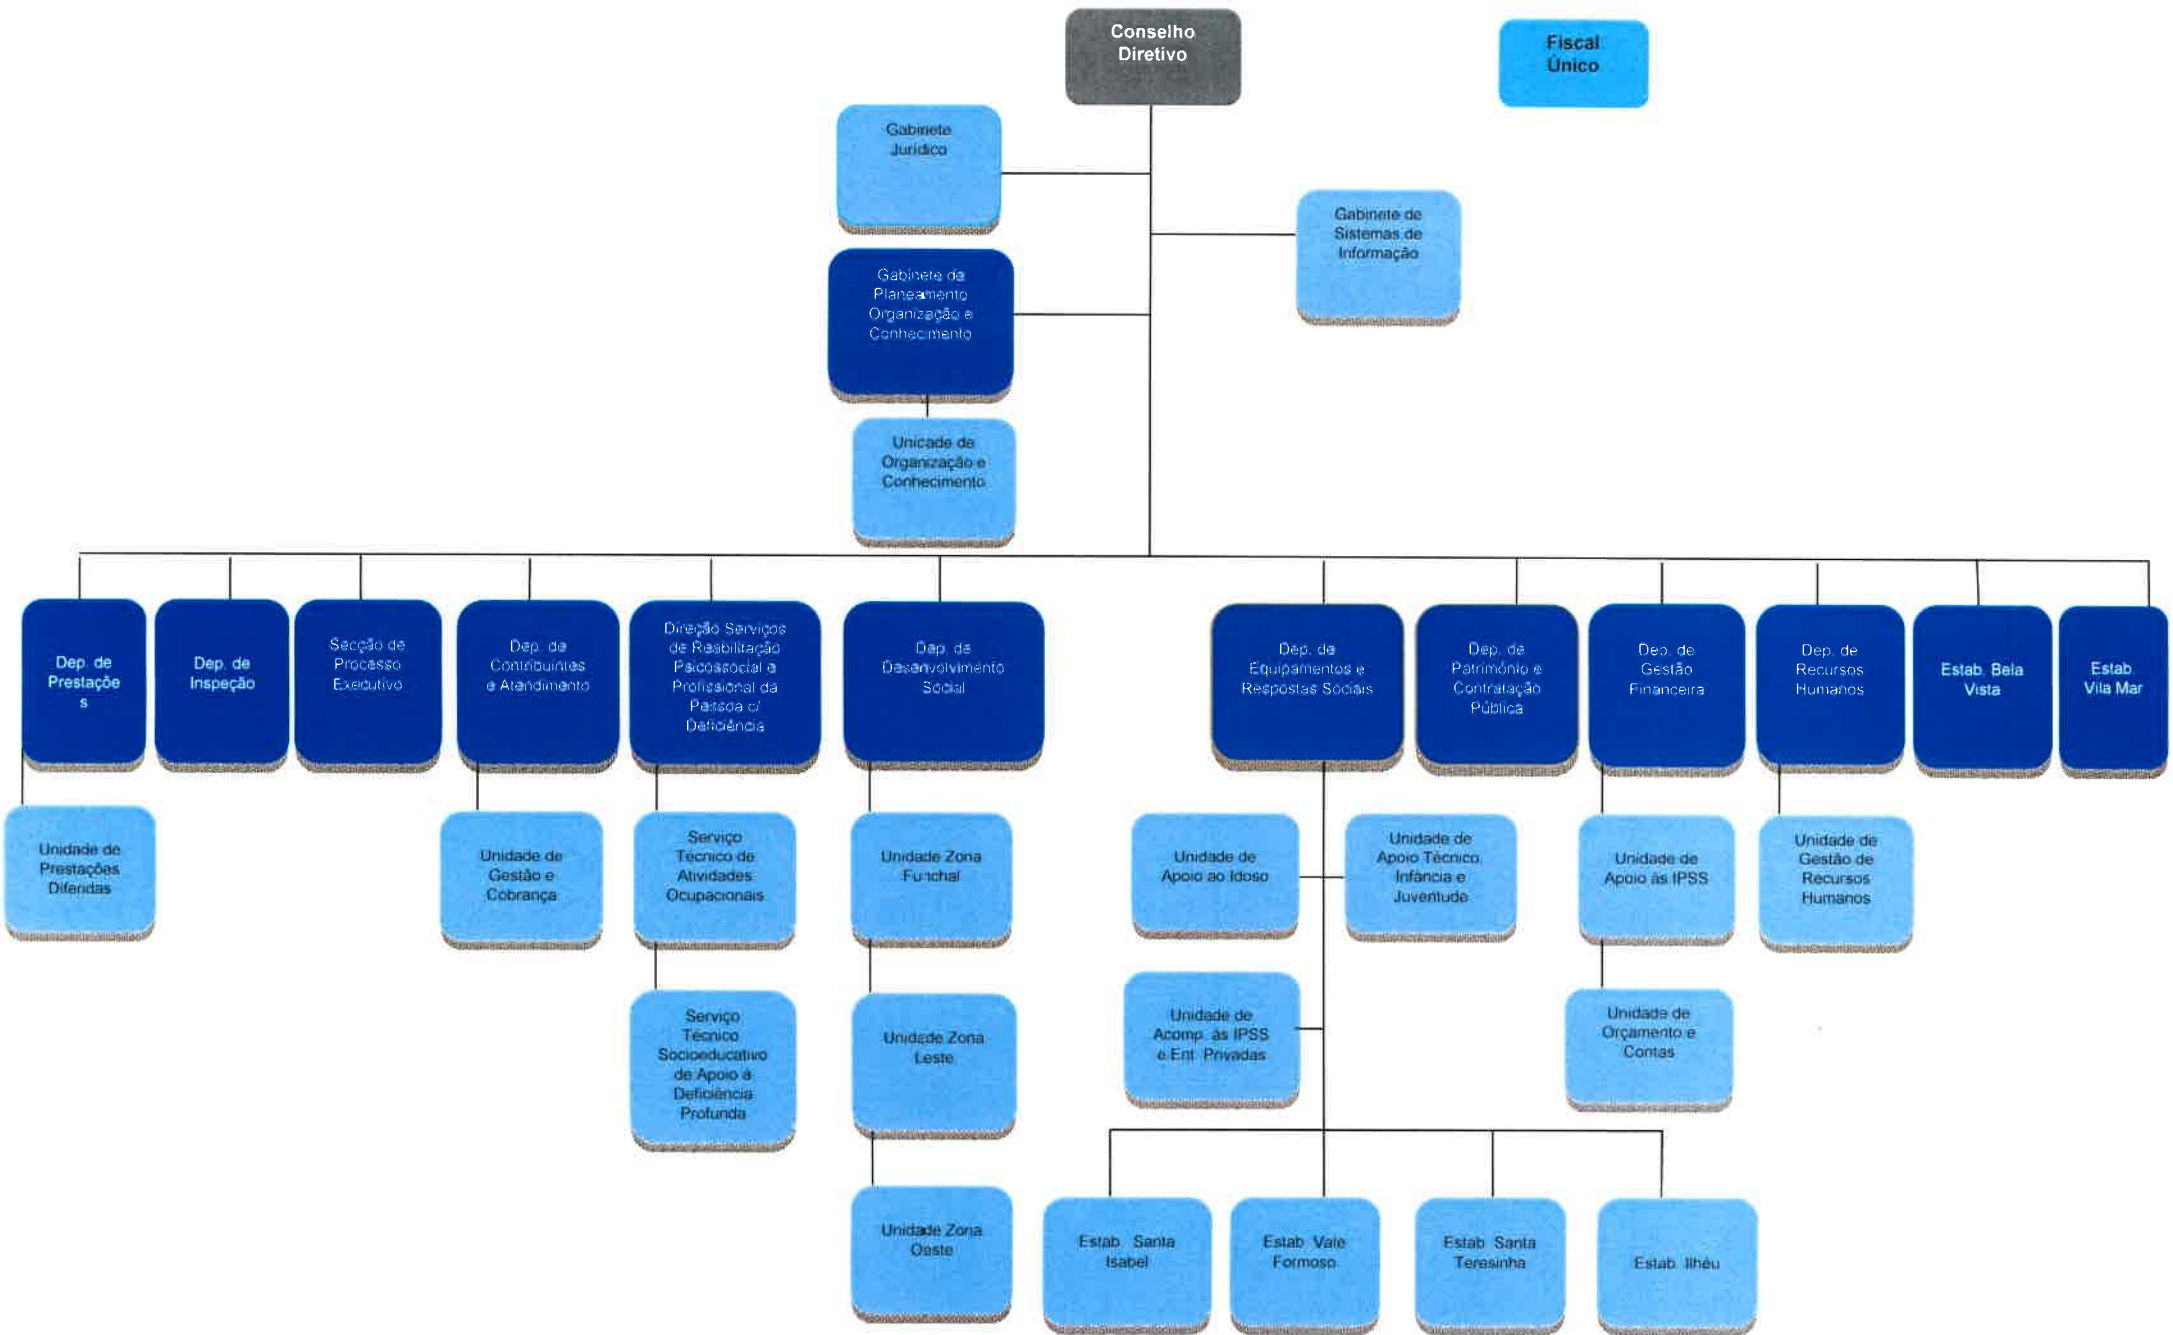 Conselho
Diretivo
Fiscal
Único
Gabinete
Jurídico
Gabinete de
Sistemas de
Informação
Gabinete de
Planeamento
Organização e
Conhecimento
Unicade de
Organização e
Conhecimento
Dep. de
Prestaçõe
s
Dep. de
Inspeção
Secção de
Processo
Executivo
Dep. de
Contribuintes
e Atendimento
Direção Serviços
de Reabilitação
Psicossocial e
Profissional da
Pessoa c/
Deficiência
Dep. de
Desenvolvimento
Social
Dep. de
Equipamentos e
Respostas Sociais
Dep. de
Património e
Contratação
Pública
Dep. de
Gestão
Financeira
Dep. de
Recursos
Humanos
Estab. Bela
Vista
Estab.
Vila Mar
Unidade de
Prestações
Diferidas
Unidade de
Gestão e
Cobrança
Serviço
Técnico de
Atividades
Ocupacionais
Unidade Zona
Funchal
Unidade de
Apoio ao Idoso
Unidade de
Apoio Técnico,
Infância e
Juventude
Unidade de
Apoio às IPSS
Unidade de
Gestão de
Recursos
Humanos
Serviço
Técnico
Socioeducativo
de Apoio à
Deficiência
Profunda
Unidade Zona
Leste
Unidade de
Acomp. às IPSS
e Ent. Privadas
Unidade de
Orçamento e
Contas
Unidade Zona
Oeste
Estab. Santa
Isabel
Estab. Vale
Formoso
Estab. Santa
Teresinha
Estab. Ilhéu